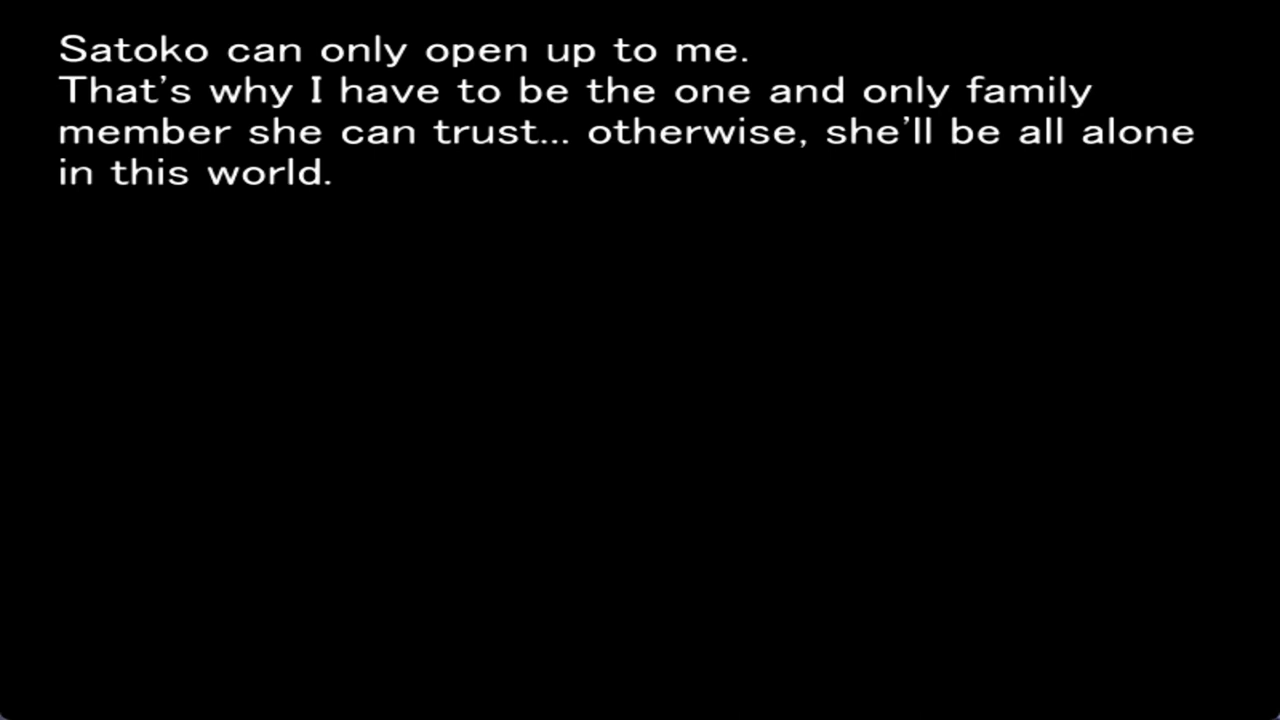 Satoko can only open up to me.
That’s why I have to be the one and only family
member she can trust... otherwise, she’ll be all alone
in this world.